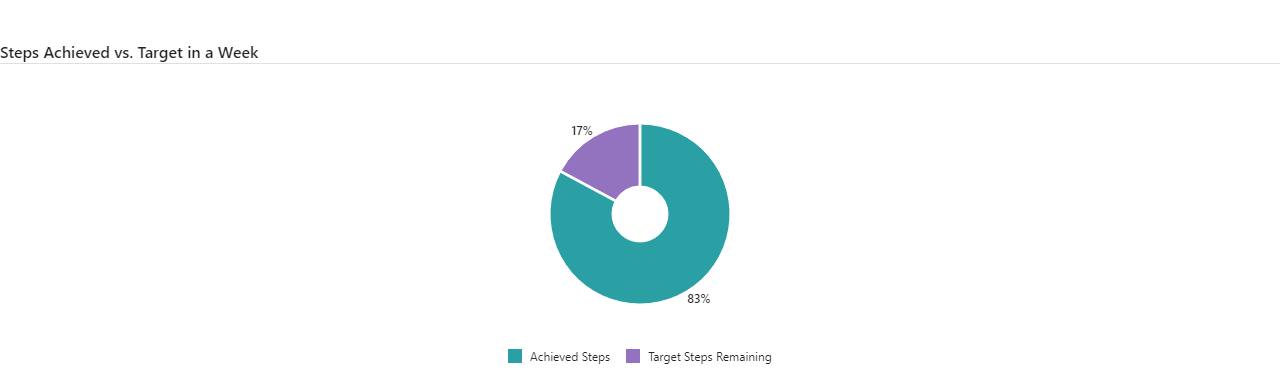 Steps Achieved vs. Target in a Week
17%
83%
Achieved Steps
Target Steps Remaining